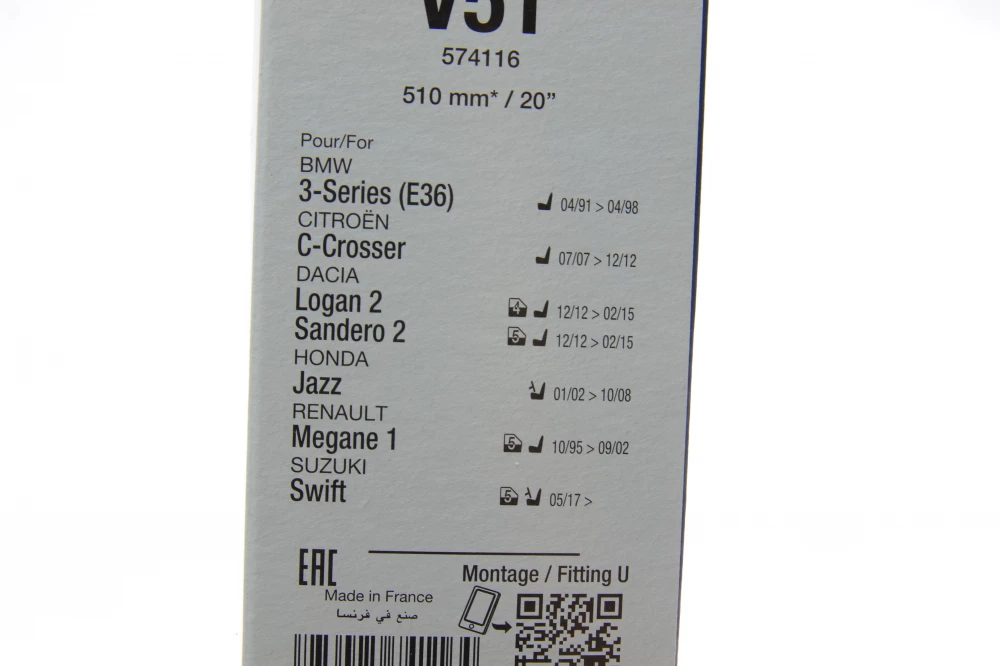 V51
574116
510 mm* / 20”
Pour/For
BMW
3-Series (E36) 04/91 > 04/98
CITROËN
C-Crosser 07/07 > 12/12
DACIA
Logan 2 4 12/12 > 02/15
Sandero 2 5 12/12 > 02/15
HONDA
Jazz 01/02 > 10/08
RENAULT
Megane 1 5 10/95 > 09/02
SUZUKI
Swift 5 05/17 >
EAC
Montage / Fitting U
Made in France
صنع في فرنسا